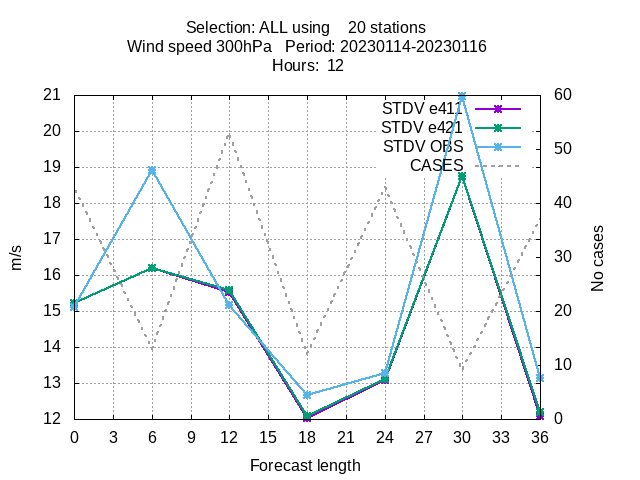 Selection: ALL using    20 stations
Wind speed 300hPa   Period: 20230114-20230116
Hours:  12
STDV e411
STDV e421
STDV OBS
CASES
21
20
19
18
17
16
15
14
13
12
m/s
60
50
40
30
20
10
0
No cases
0 3 6 9 12 15 18 21 24 27 30 33 36
Forecast length